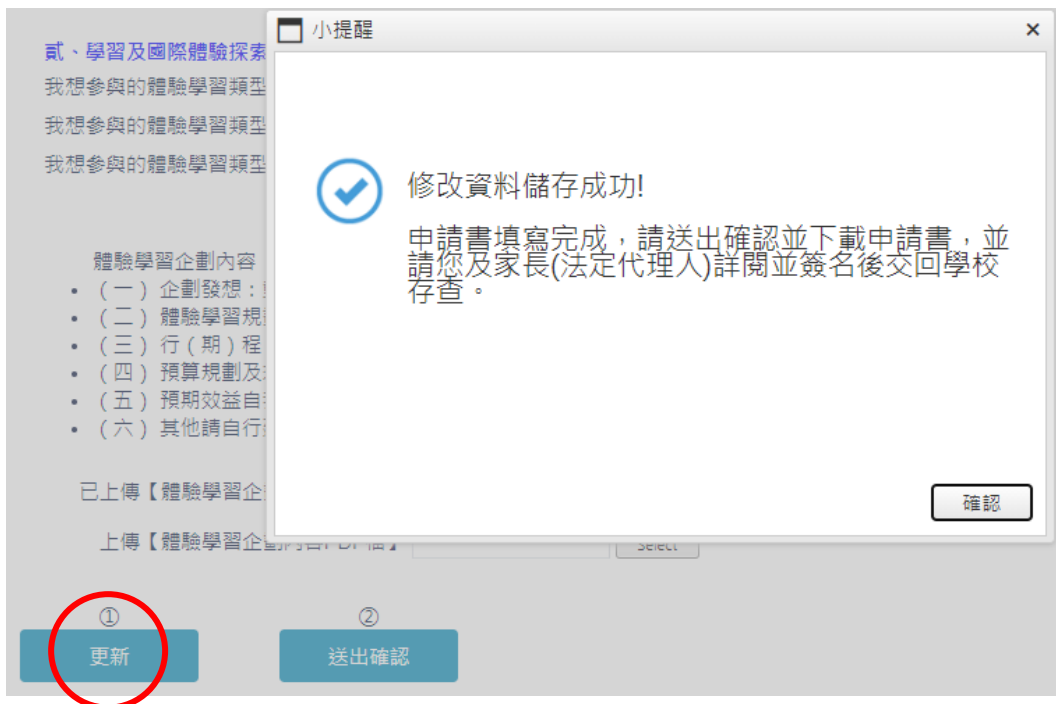 小提醒
×
貳、學習及國際體驗探索
我想參與的體驗學習類型
我想參與的體驗學習類型
我想參與的體驗學習類型
修改資料儲存成功!
申請書填寫完成，請送出確認並下載申請書，並
請您及家長(法定代理人)詳閱並簽名後交回學校
存查。
體驗學習企劃內容
• (一) 企劃發想：
• (二) 體驗學習規
• (三) 行(期)程
• (四) 預算規劃及
• (五) 預期效益自
• (六) 其他請自行
已上傳【體驗學習企
確認
上傳【體驗學習企劃內容PDF檔】
Select
① ②
更新 送出確認